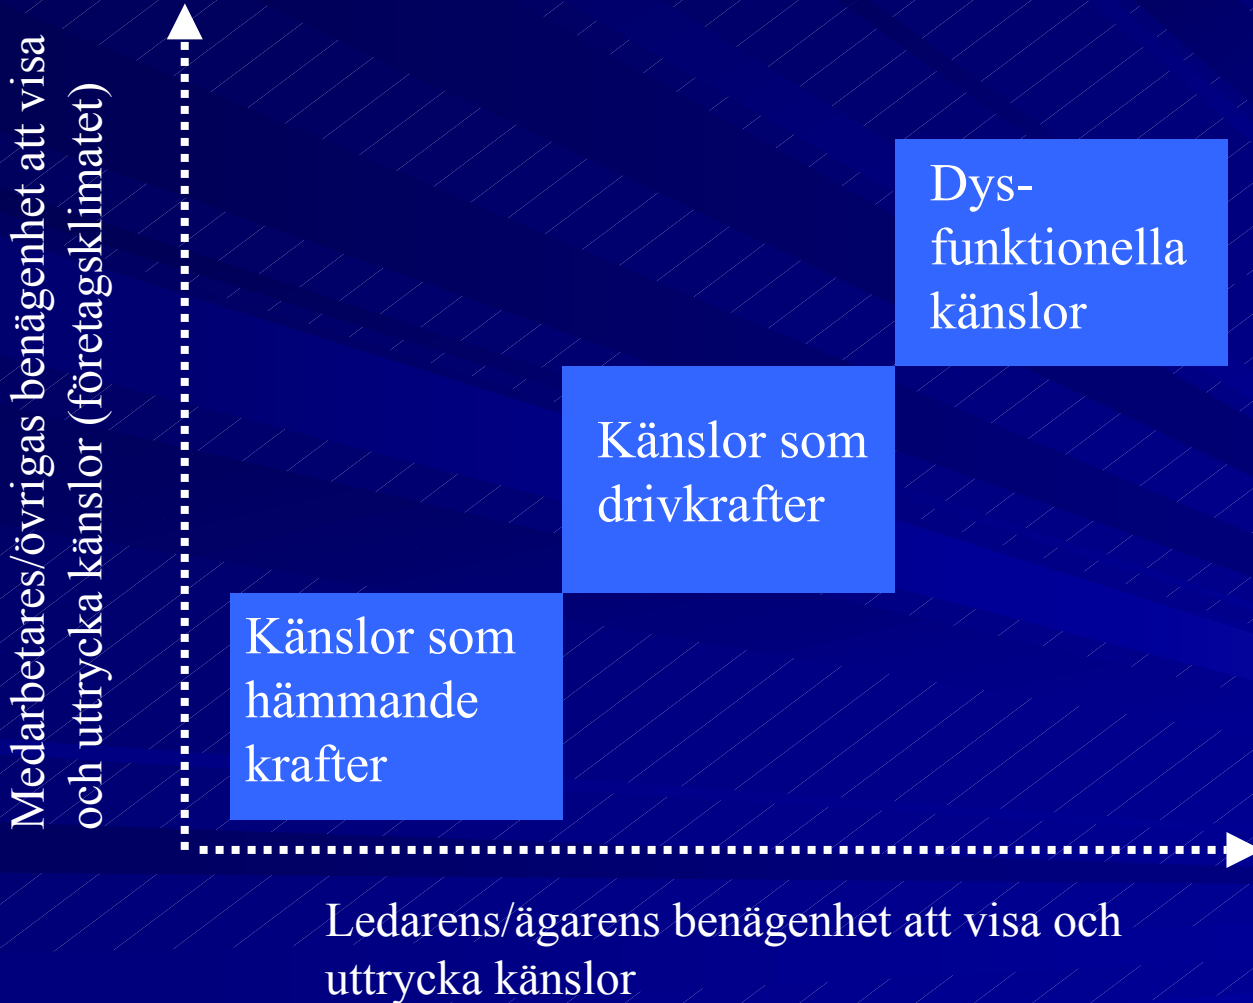 Medarbetares/övrigas benägenhet att visa
och uttrycka känslor (företagsklimatet)
Dys-
funktionella
känslor
Känslor som
drivkrafter
Känslor som
hämmande
krafter
Ledarens/ägarens benägenhet att visa och
uttrycka känslor